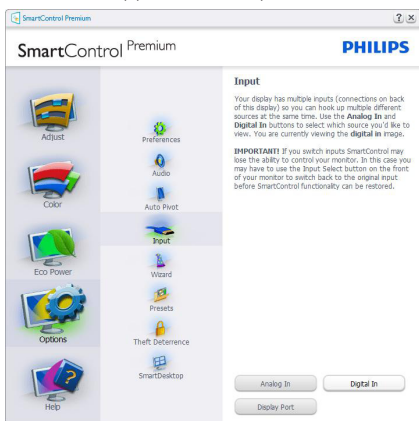 SmartControl Premium
? ×
SmartControl Premium
PHILIPS
Adjust
Color
Eco Power
Options
Help
Preferences
Audio
Auto Pivot
Input
Wizard
Presets
Theft Deterrence
SmartDesktop
Input
Your display has multiple inputs (connections on back
of this display) so you can hook up multiple different
sources at the same time. Use the Analog In and
Digital In buttons to select which source you'd like to
view. You are currently viewing the digital in image.
IMPORTANT! If you switch inputs SmartControl may
lose the ability to control your monitor. In this case you
may have to use the Input Select button on the front
of your monitor to switch back to the original input
before SmartControl functionality can be restored.
Analog In
Digital In
Display Port